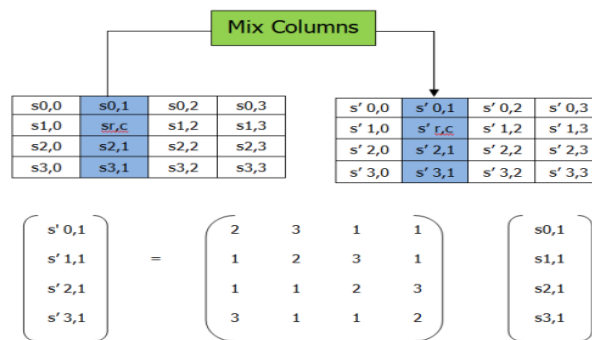 Mix Columns
s0,0 s0,1 s0,2 s0,3
s1,0 sr,c s1,2 s1,3
s2,0 s2,1 s2,2 s2,3
s3,0 s3,1 s3,2 s3,3
s’ 0,0 s’ 0,1 s’ 0,2 s’ 0,3
s’ 1,0 s’ r,c s’ 1,2 s’ 1,3
s’ 2,0 s’ 2,1 s’ 2,2 s’ 2,3
s’ 3,0 s’ 3,1 s’ 3,2 s’ 3,3
s' 0,1 2 3 1 1 s0,1
s’ 1,1 = 1 2 3 1 s1,1
s’ 2,1 1 1 2 3 s2,1
s’ 3,1 3 1 1 2 s3,1